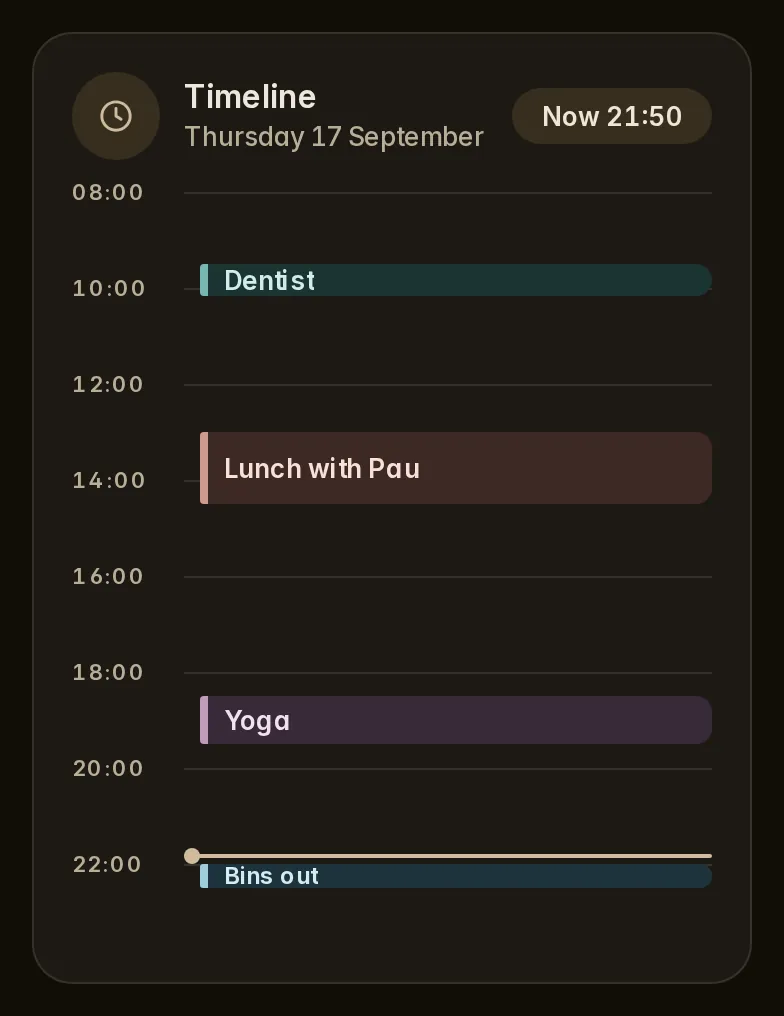 Timeline
Thursday 17 September
Now 21:50
08:00
Dentist
10:00
12:00
Lunch with Pau
14:00
16:00
18:00
Yoga
20:00
22:00
Bins out